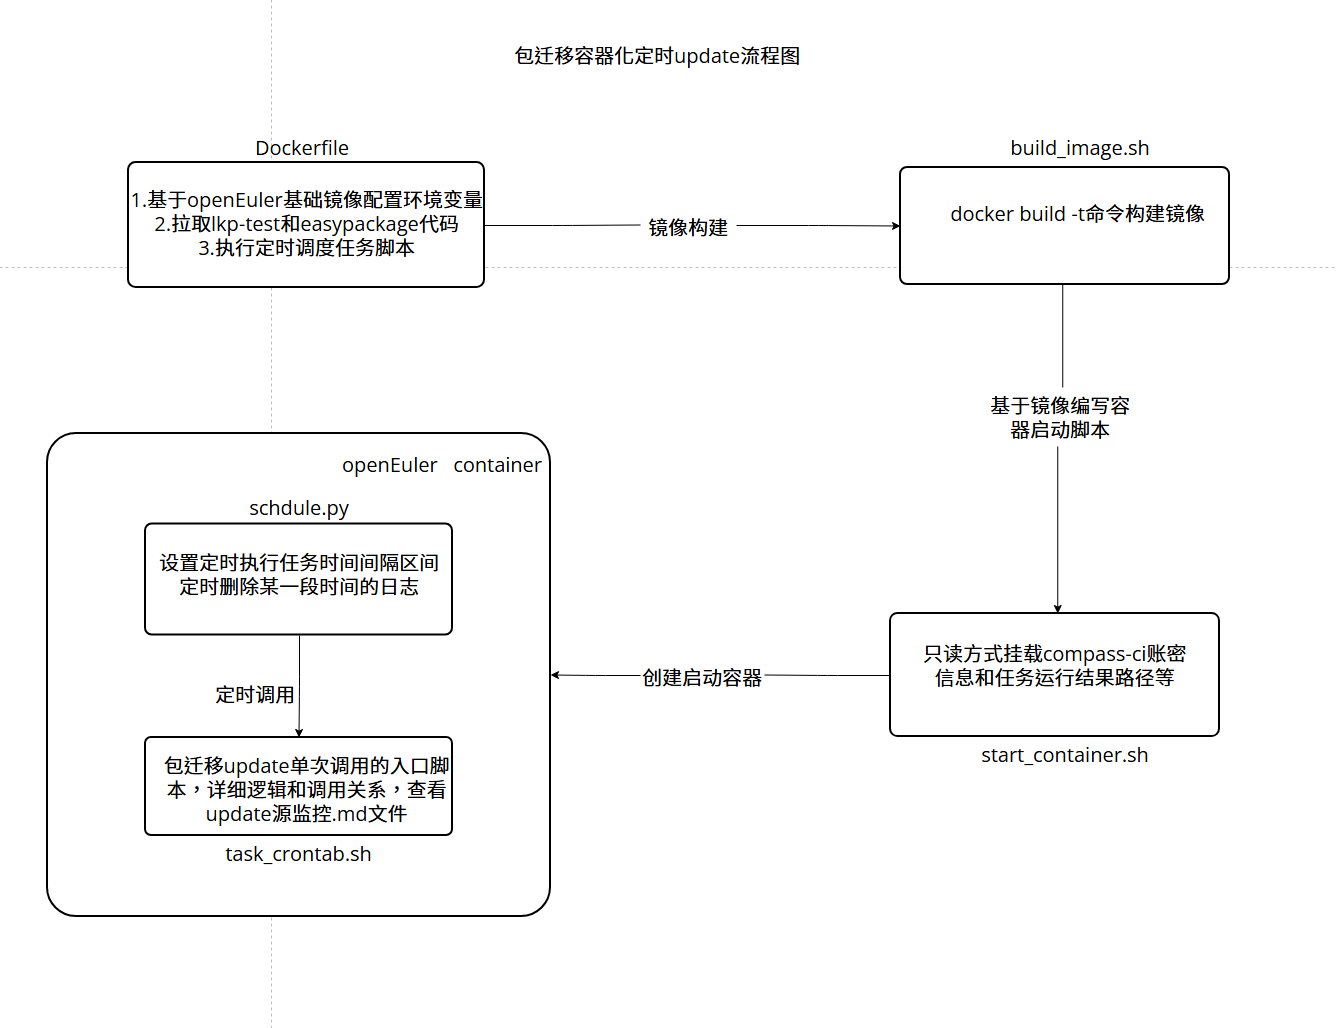 包迁移容器化定时update流程图
Dockerfile
1.基于openEuler基础镜像配置环境变量
2.拉取lkp-test和easypackage代码
3.执行定时调度任务脚本
镜像构建
build_image.sh
docker build -t命令构建镜像
基于镜像编写容
器启动脚本
只读方式挂载compass-ci账密
信息和任务运行结果路径等
start_container.sh
创建启动容器
openEuler container
schdule.py
设置定时执行任务时间间隔区间
定时删除某一段时间的日志
定时调用
包迁移update单次调用的入口脚
本，详细逻辑和调用关系，查看
update源监控.md文件
task_crontab.sh